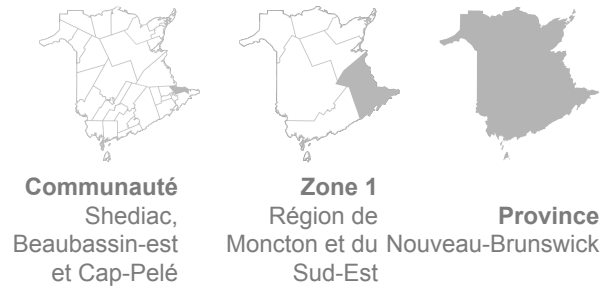 Communauté
Shediac,
Beaubassin-est
et Cap-Pelé
Zone 1
Région de
Moncton et du
Sud-Est
Province
Nouveau-Brunswick